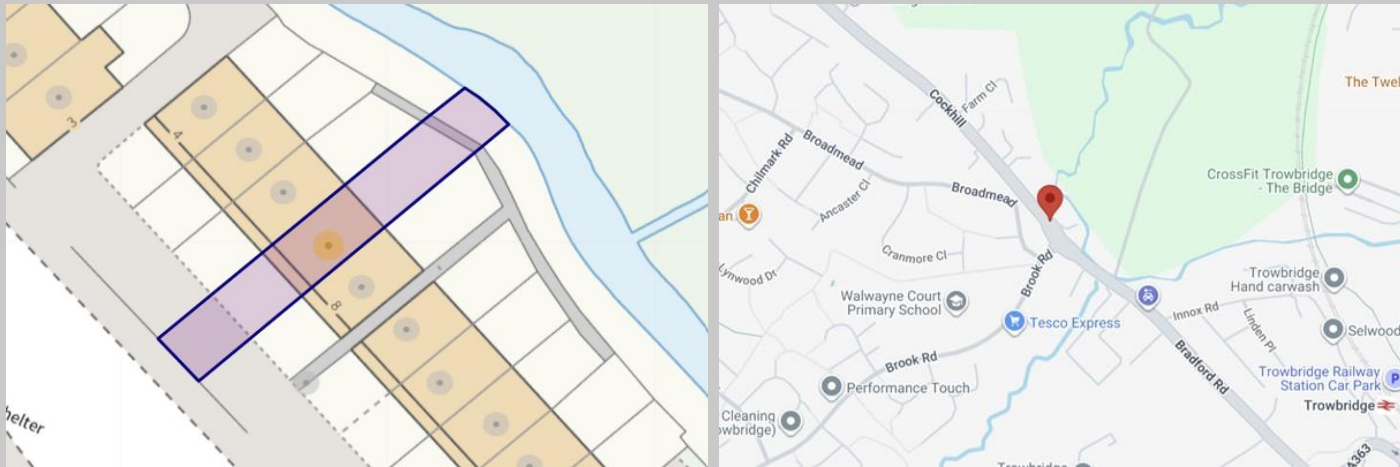 3
4
8
helter
Cockhill
Farm Cl
Chilmark Rd
Broadmead
Ancaster Cl
Broadmead
an
Cranmore Cl
Lynwood Dr
Brook Rd
Walwayne Court
Primary School
Tesco Express
Brook Rd
Performance Touch
Cleaning
owbridge)
The Twel
CrossFit Trowbridge
- The Bridge
Trowbridge
Hand carwash
Innox Rd
Linden Pl
Selwood
Bradford Rd
Trowbridge Railway
Station Car Park
P
Trowbridge
A363